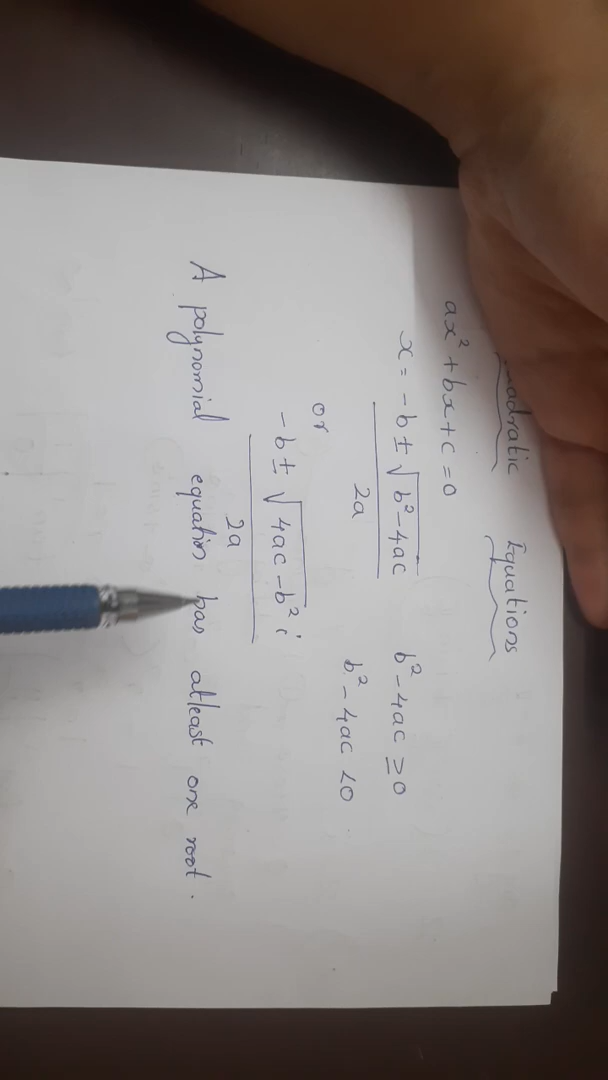 Equations
ax² + bx + c = 0
x = -b ± √b² - 4ac b² - 4ac ≥ 0
2a
or b² - 4ac < 0
-b ± √4ac - b² i
2a
A polynomial equation has atleast one root.